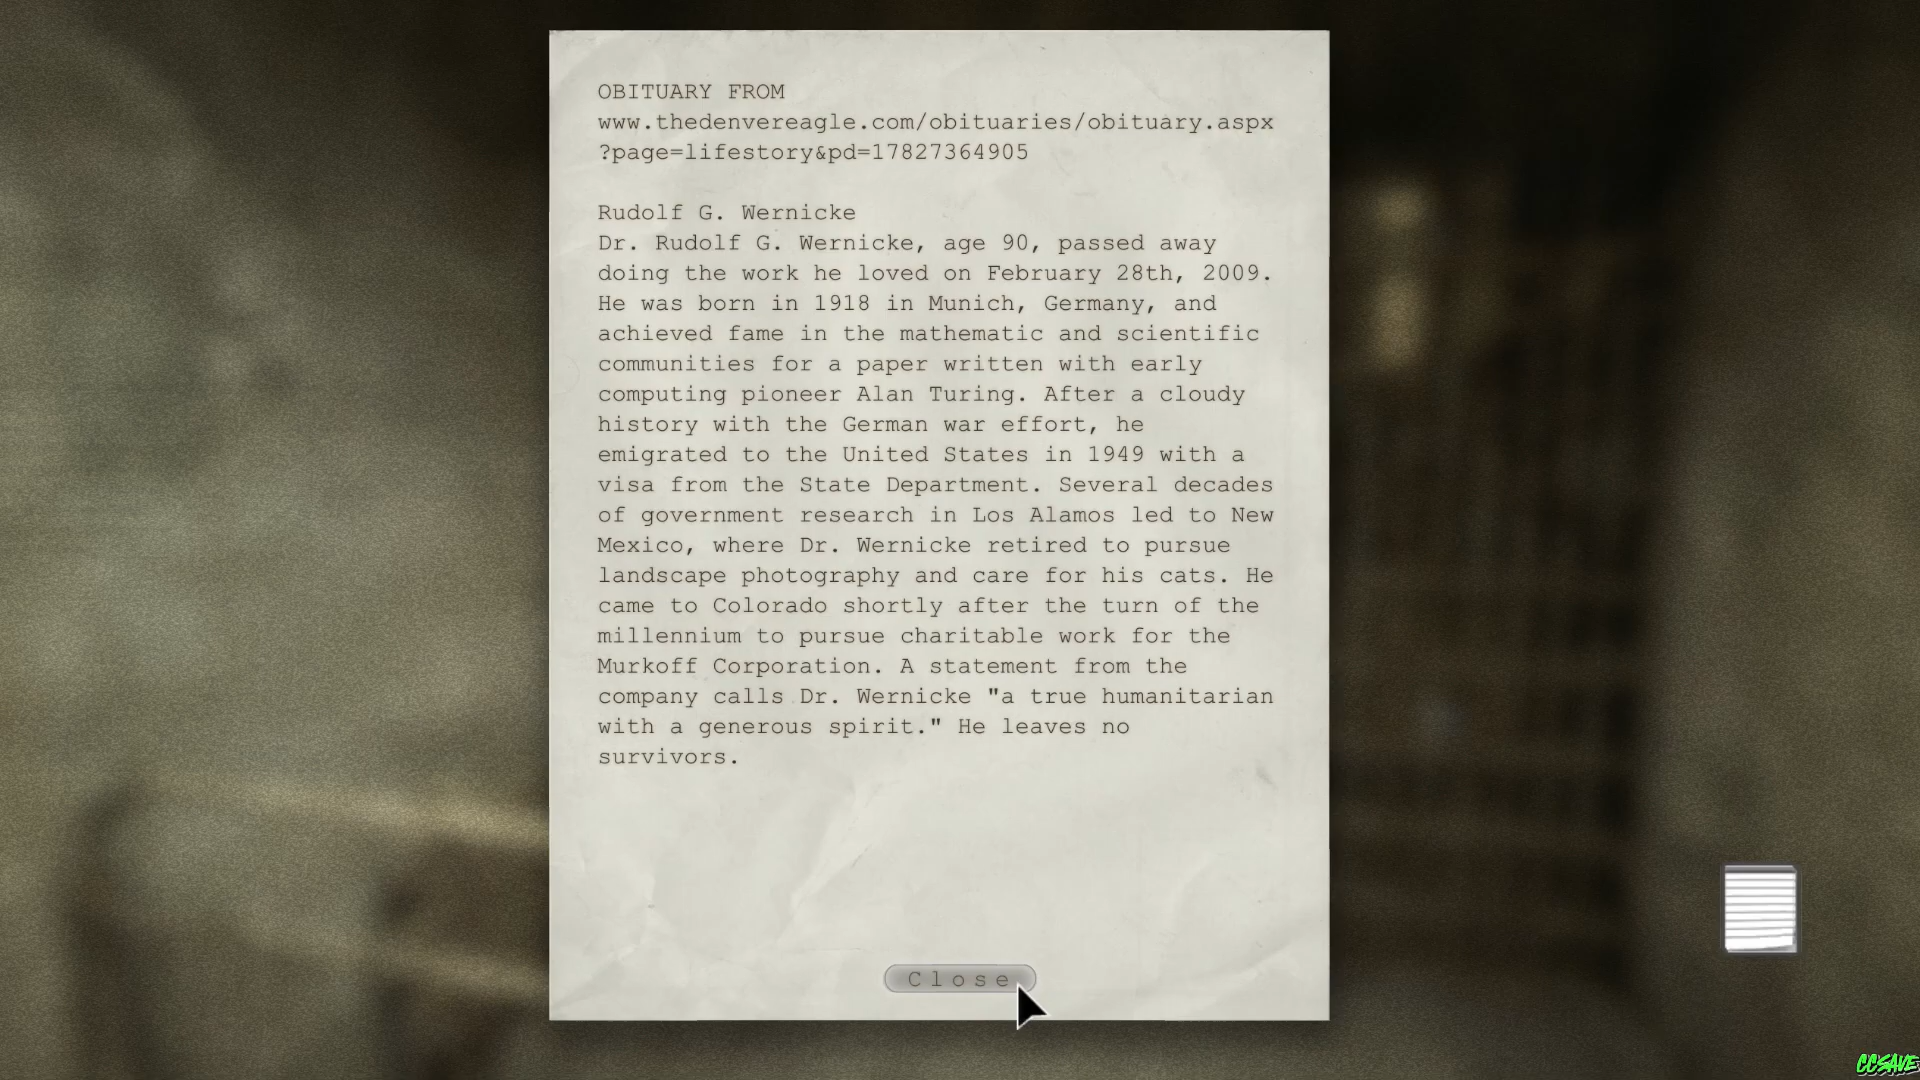 OBITUARY FROM
www.thedenvereagle.com/obituaries/obituary.aspx
?page=lifestory&pd=17827364905
Rudolf G. Wernicke
Dr. Rudolf G. Wernicke, age 90, passed away
doing the work he loved on February 28th, 2009.
He was born in 1918 in Munich, Germany, and
achieved fame in the mathematic and scientific
communities for a paper written with early
computing pioneer Alan Turing. After a cloudy
history with the German war effort, he
emigrated to the United States in 1949 with a
visa from the State Department. Several decades
of government research in Los Alamos led to New
Mexico, where Dr. Wernicke retired to pursue
landscape photography and care for his cats. He
came to Colorado shortly after the turn of the
millennium to pursue charitable work for the
Murkoff Corporation. A statement from the
company calls Dr. Wernicke "a true humanitarian
with a generous spirit." He leaves no
survivors.
Close
CCSAVE